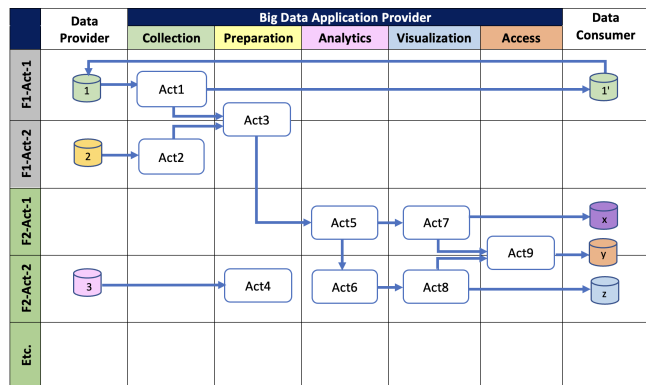 Data
Provider
Big Data Application Provider
Data
Consumer
Collection
Preparation
Analytics
Visualization
Access
F1-Act-1
1
Act1
1'
Act3
F1-Act-2
2
Act2
F2-Act-1
Act5
Act7
x
Act9
y
F2-Act-2
3
Act4
Act6
Act8
z
Etc.